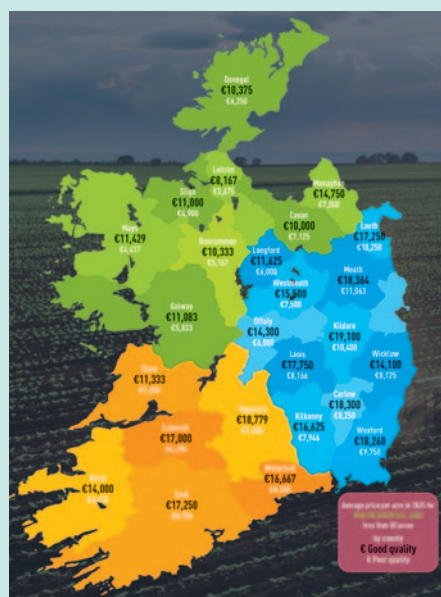 Donegal
€10,375
€6,250
Leitrim
€8,167
€3,675
Sligo
€11,000
€4,900
Monaghan
€14,750
€7,000
Cavan
€10,000
€7,125
Mayo
€11,429
€4,417
Roscommon
€10,333
€5,167
Longford
€11,625
€6,000
Louth
€17,250
€10,250
Meath
€18,364
€11,063
Westmeath
€15,500
€7,500
Galway
€11,083
€5,833
Offaly
€14,300
€6,000
Kildare
€19,100
€10,400
Laois
€17,750
€8,166
Wicklow
€14,100
€8,125
Clare
€11,333
Carlow
€18,300
€8,250
Tipperary
€18,779
Kilkenny
€16,625
€7,946
Limerick
€17,000
Wexford
€18,260
€9,750
Waterford
€16,667
Kerry
€14,000
Cork
€17,250
Average price per acre in 2025 for
less than 50 acres
by county
€ Good quality
€ Poor quality